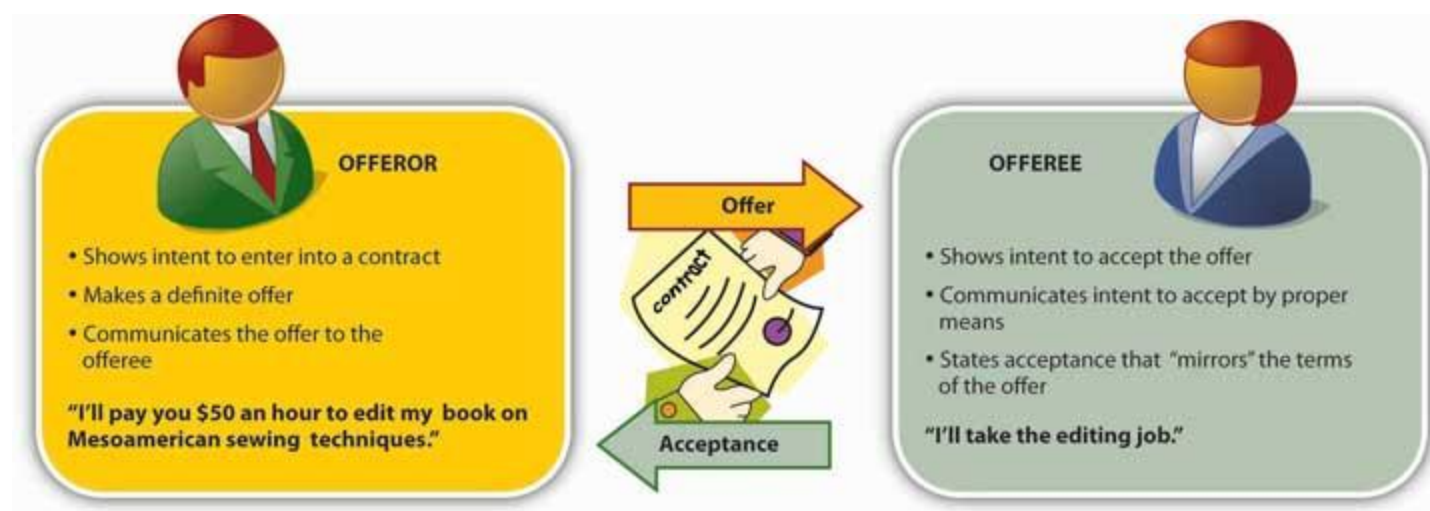 OFFEROR
• Shows intent to enter into a contract
• Makes a definite offer
• Communicates the offer to the
offeree
“I’ll pay you $50 an hour to edit my book on
Mesoamerican sewing techniques.”
Offer
contract
Acceptance
OFFEREE
• Shows intent to accept the offer
• Communicates intent to accept by proper
means
• States acceptance that “mirrors” the terms
of the offer
“I’ll take the editing job.”